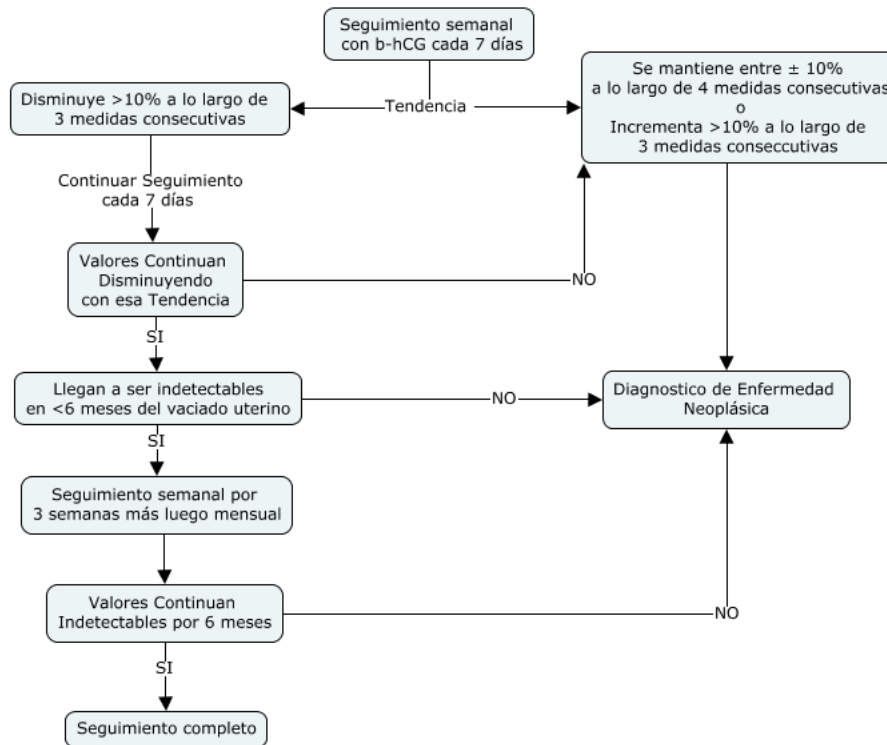 Seguimiento semanal
con b-hCG cada 7 días
Tendencia
Disminuye >10% a lo largo de
3 medidas consecutivas
Se mantiene entre ± 10%
a lo largo de 4 medidas consecutivas
o
Incrementa >10% a lo largo de
3 medidas conseccutivas
Continuar Seguimiento
cada 7 días
Valores Continuan
Disminuyendo
con esa Tendencia
NO
SI
Llegan a ser indetectables
en <6 meses del vaciado uterino
NO
Diagnostico de Enfermedad
Neoplásica
SI
Seguimiento semanal por
3 semanas más luego mensual
Valores Continuan
Indetectables por 6 meses
NO
SI
Seguimiento completo